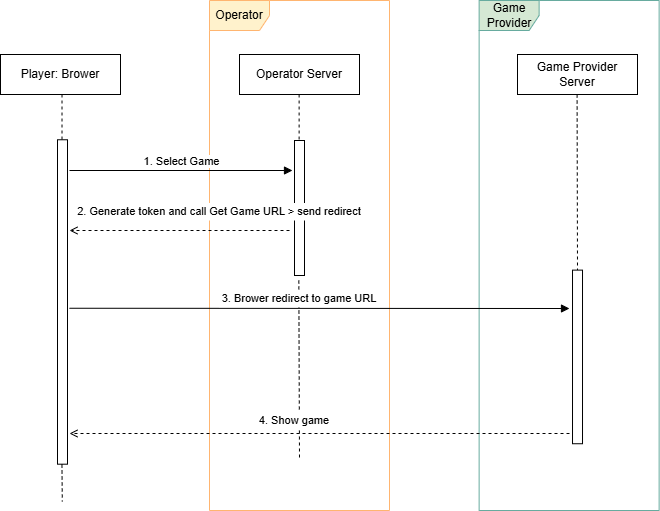 Operator
Game
Provider
Player: Brower
Operator Server
Game Provider
Server
1. Select Game
2. Generate token and call Get Game URL > send redirect
3. Brower redirect to game URL
4. Show game